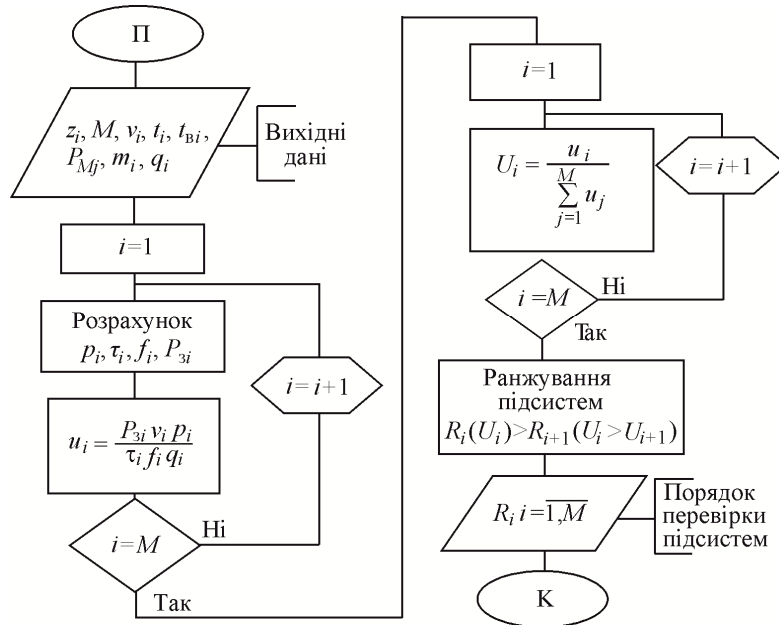 П
z_i, M, v_i, t_i, t_вi,
P_Mj, m_i, q_i
Вихідні
дані
i=1
Розрахунок
p_i, τ_i, f_i, P_зi
i=i+1
u_i = P_зi v_i p_i / τ_i f_i q_i
i=M
Ні
Так
i=1
U_i = u_i / ∑_{j=1}^{M} u_j
i=i+1
i=M
Ні
Так
Ранжування
підсистем
R_i(U_i)>R_{i+1}(U_i>U_{i+1})
R_i i=1,M
Порядок
перевірки
підсистем
К